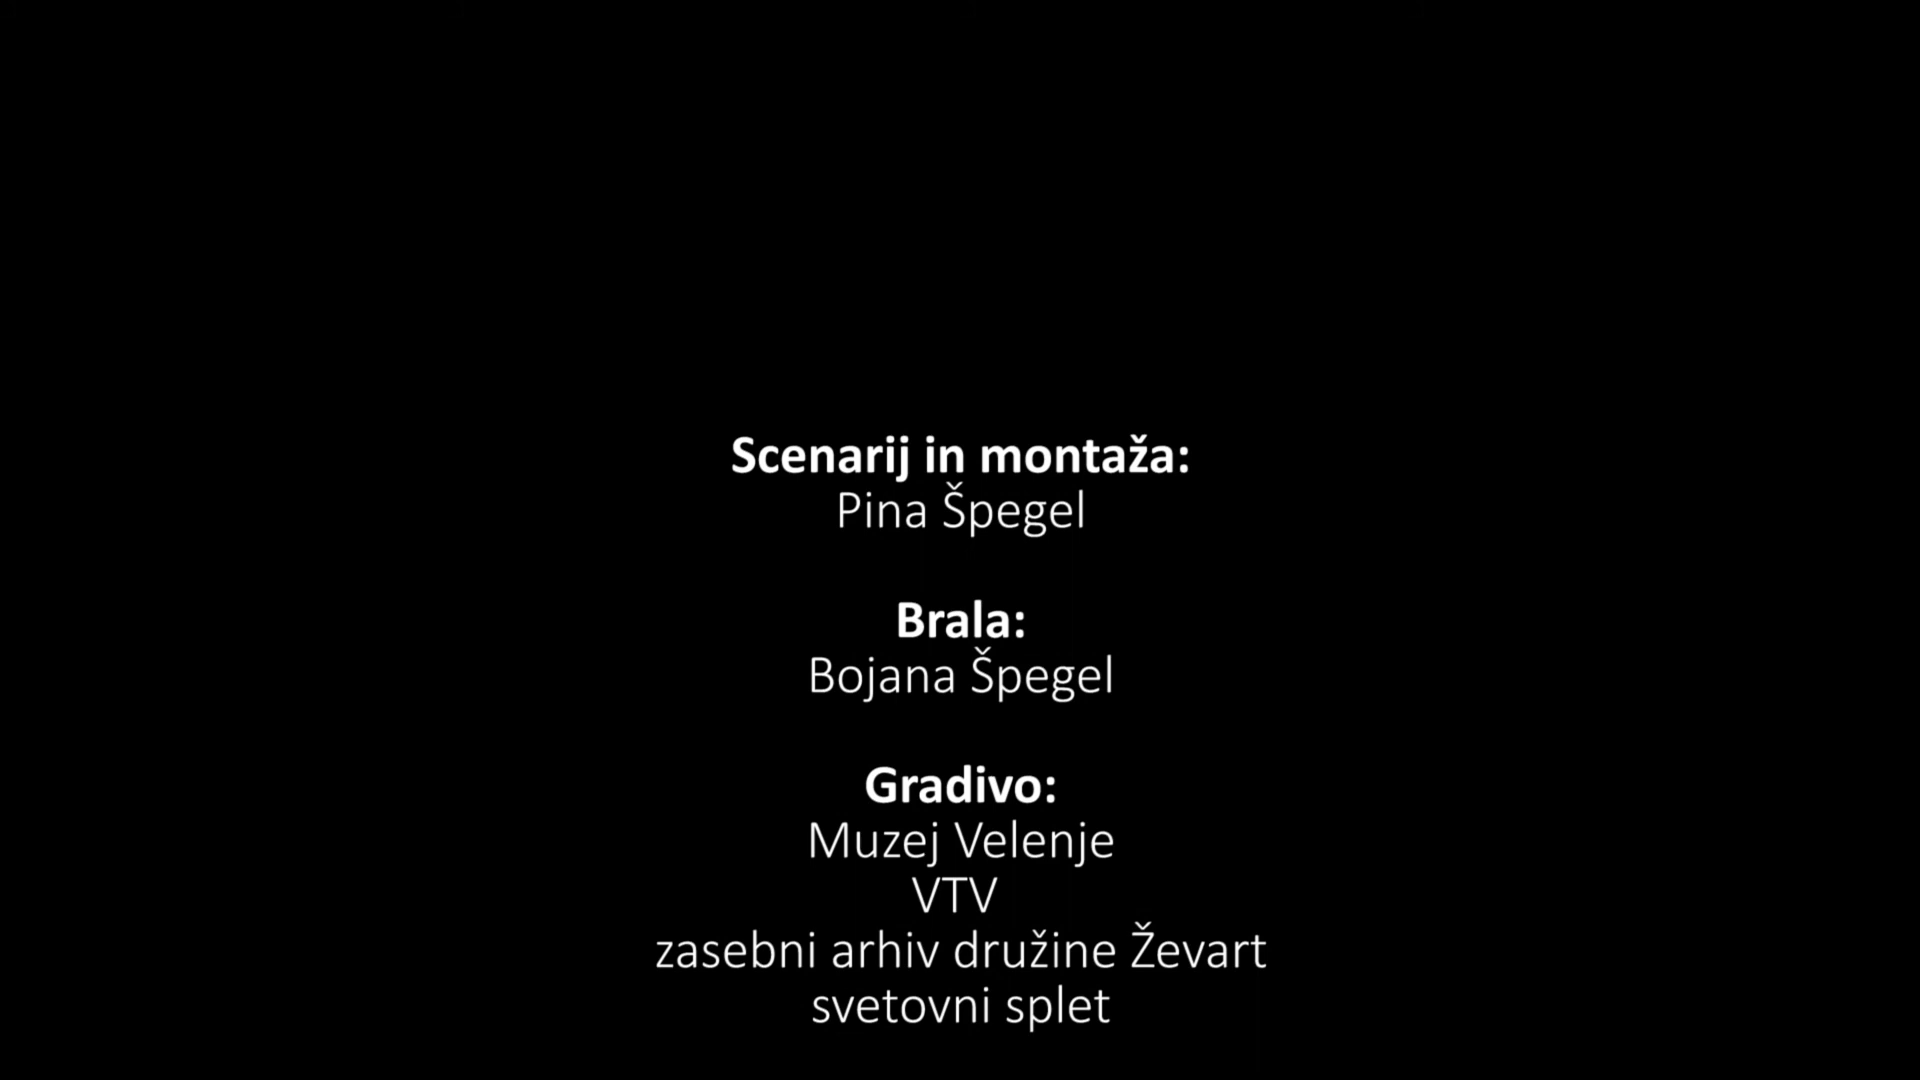 Scenarij in montaža:
Pina Špegel
Brala:
Bojana Špegel
Gradivo:
Muzej Velenje
VTV
zasebni arhiv družine Ževart
svetovni splet